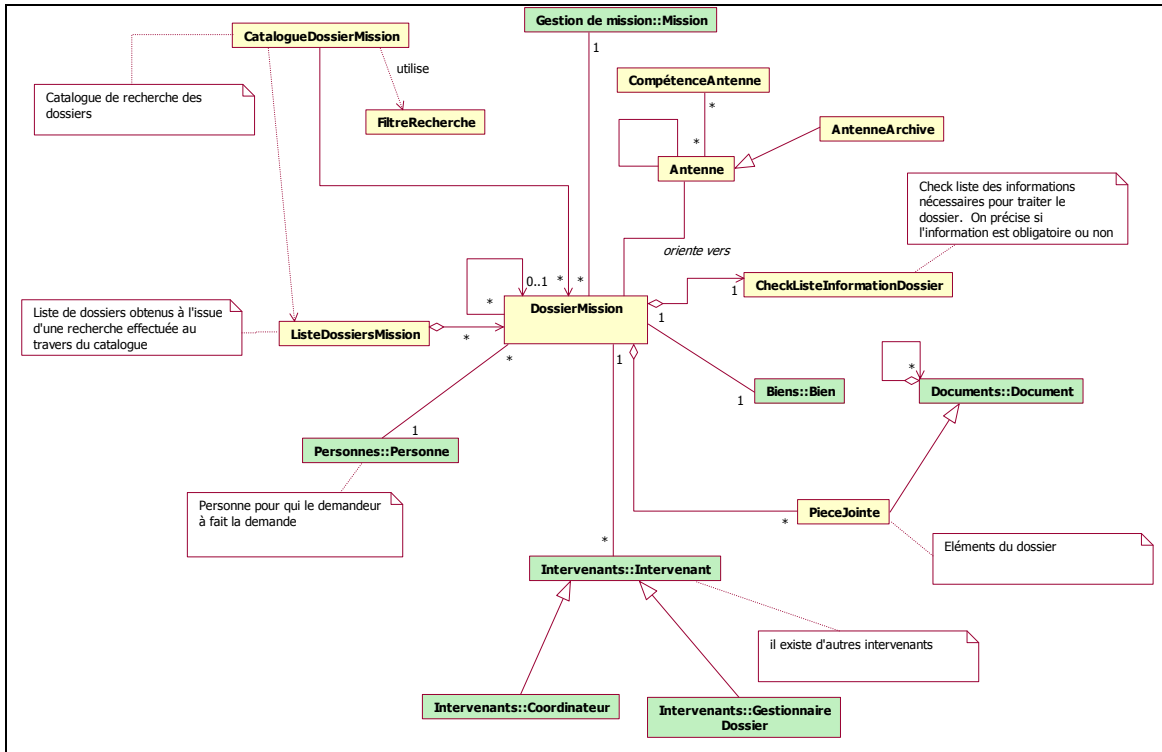 Gestion de mission::Mission
1
CatalogueDossierMission
utilise
Catalogue de recherche des
dossiers
FiltreRecherche
CompétenceAntenne
*
*
AntenneArchive
Antenne
Check liste des informations
nécessaires pour traiter le
dossier. On précise si
l'information est obligatoire ou non
oriente vers
0..1
*
*
*
DossierMission
1
1
CheckListeInformationDossier
Liste de dossiers obtenus à l'issue
d'une recherche effectuée au
travers du catalogue
ListeDossiersMission
*
*
1
*
Documents::Document
Biens::Bien
1
1
Personnes::Personne
Personne pour qui le demandeur
à fait la demande
PieceJointe
*
Eléments du dossier
*
Intervenants::Intervenant
il existe d'autres intervenants
Intervenants::Coordinateur
Intervenants::Gestionnaire
Dossier